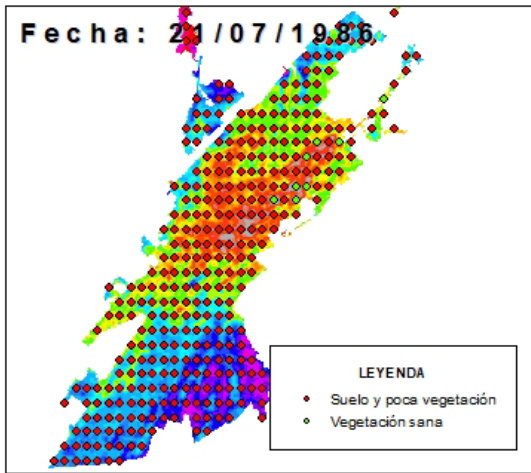 Fecha: 21/07/1986
LEYENDA
Suelo y poca vegetación
Vegetación sana